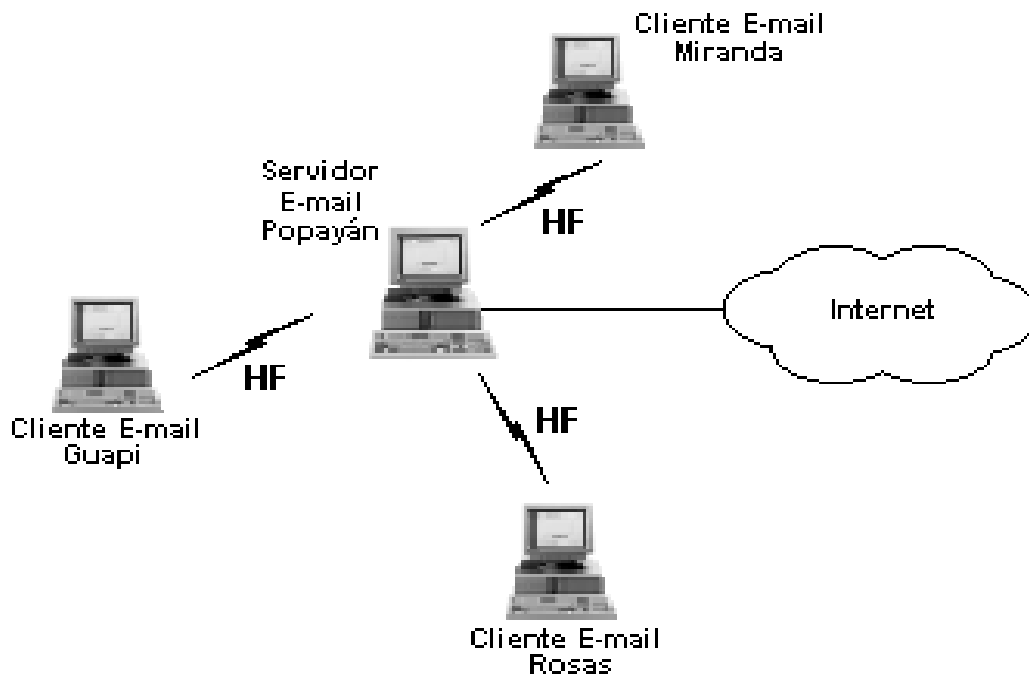 Cliente E-mail
Miranda
Servidor
E-mail
Popayán
HF
Internet
HF
Cliente E-mail
Guapi
HF
Cliente E-mail
Rosas